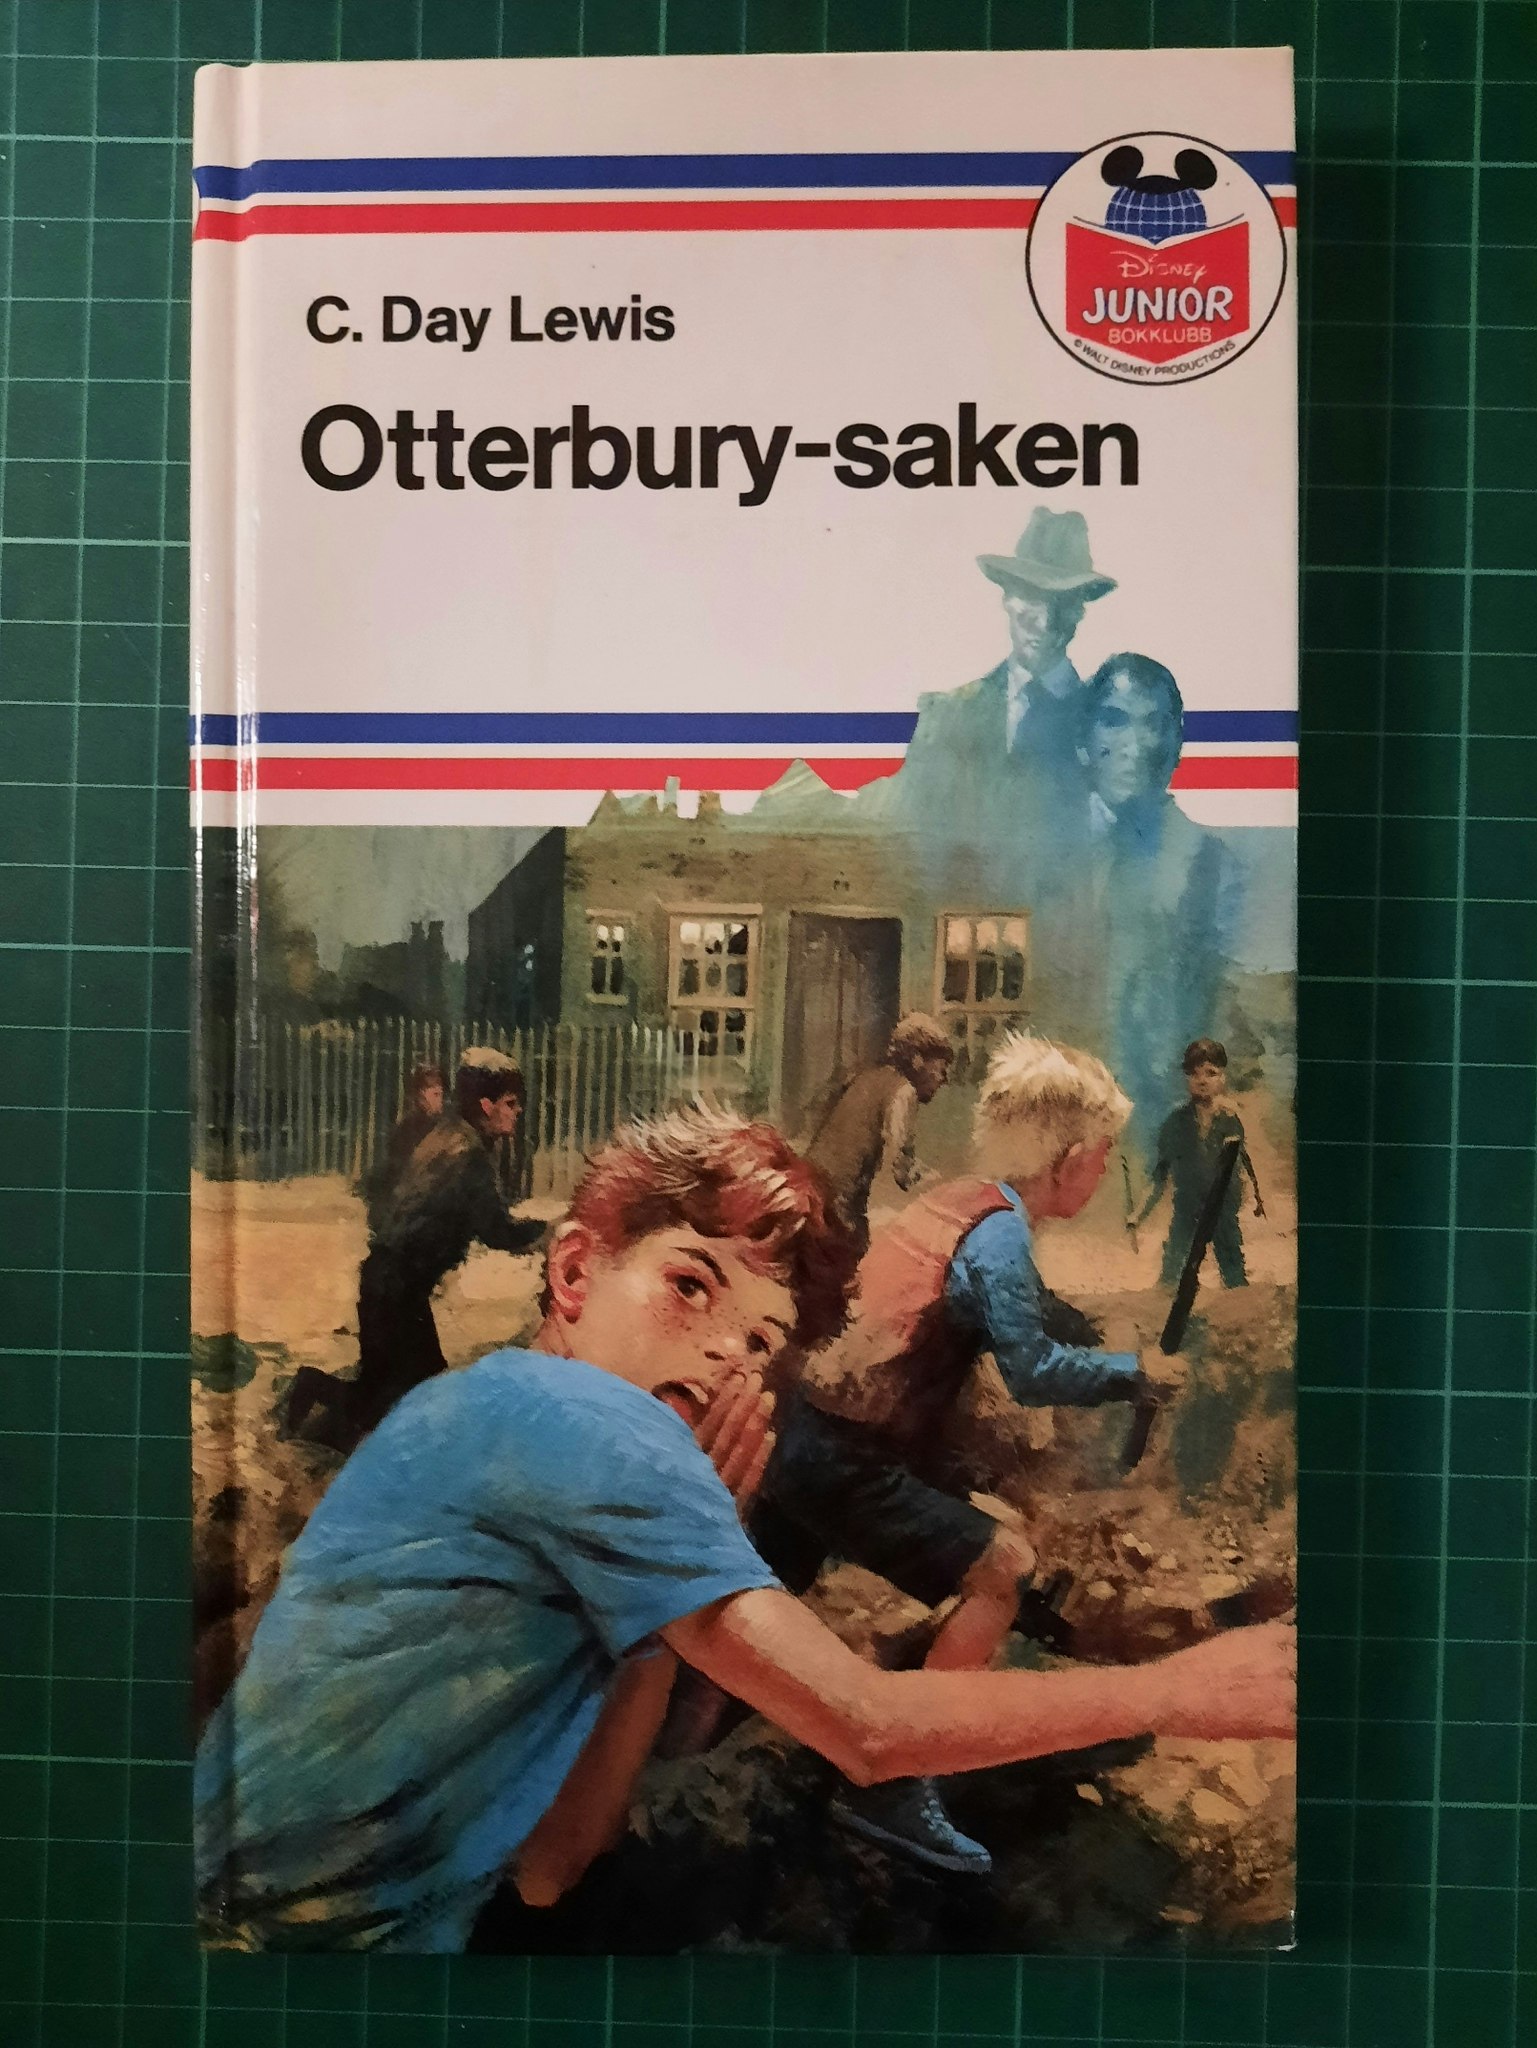 C. Day Lewis
Otterbury-saken
Disney
JUNIOR
BOKKLUBB
© WALT DISNEY PRODUCTIONS